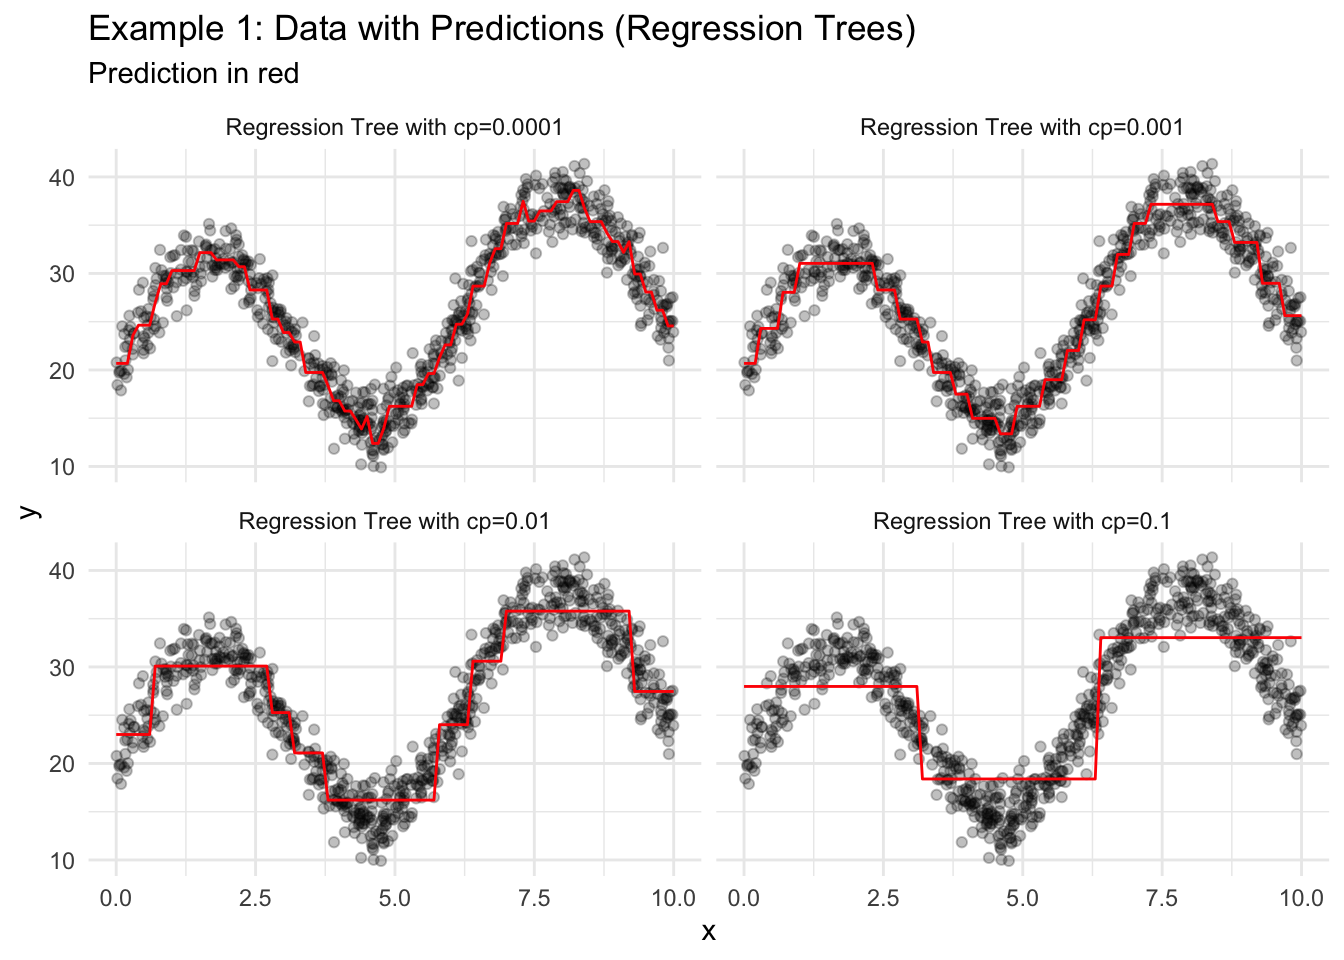 Example 1: Data with Predictions (Regression Trees)
Prediction in red
Regression Tree with cp=0.0001
Regression Tree with cp=0.001
40
30
20
10
y
Regression Tree with cp=0.01
Regression Tree with cp=0.1
40
30
20
10
0.0 2.5 5.0 7.5 10.0 0.0 2.5 5.0 7.5 10.0
x